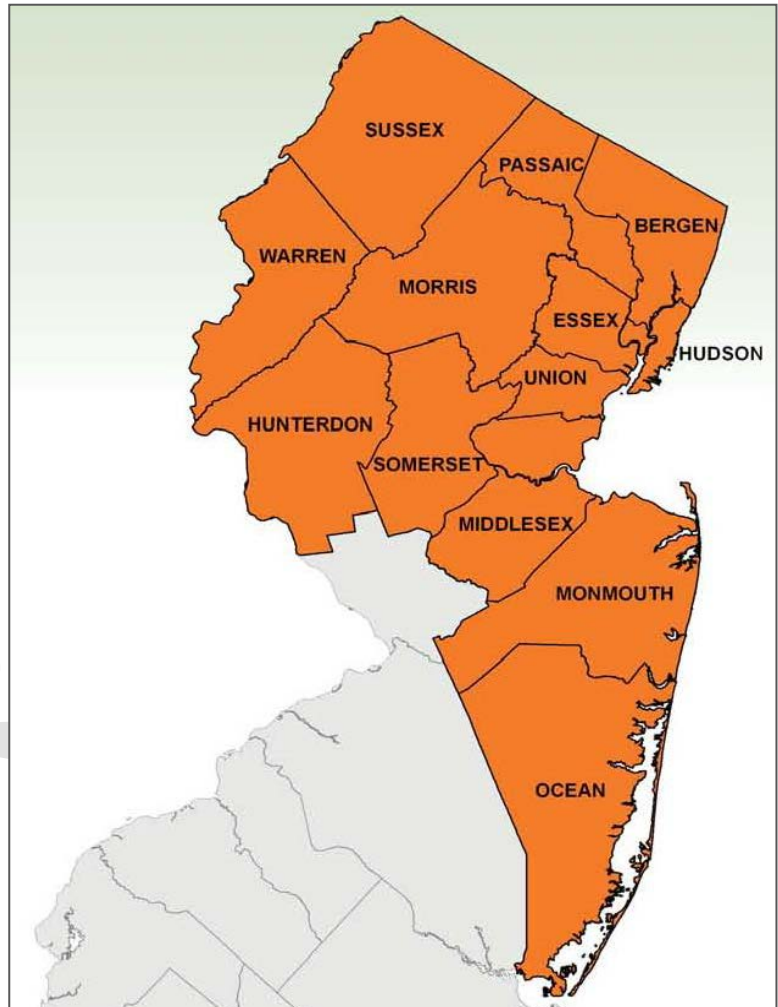 SUSSEX
PASSAIC
BERGEN
WARREN
MORRIS
ESSEX
HUDSON
UNION
HUNTERDON
SOMERSET
MIDDLESEX
MONMOUTH
OCEAN